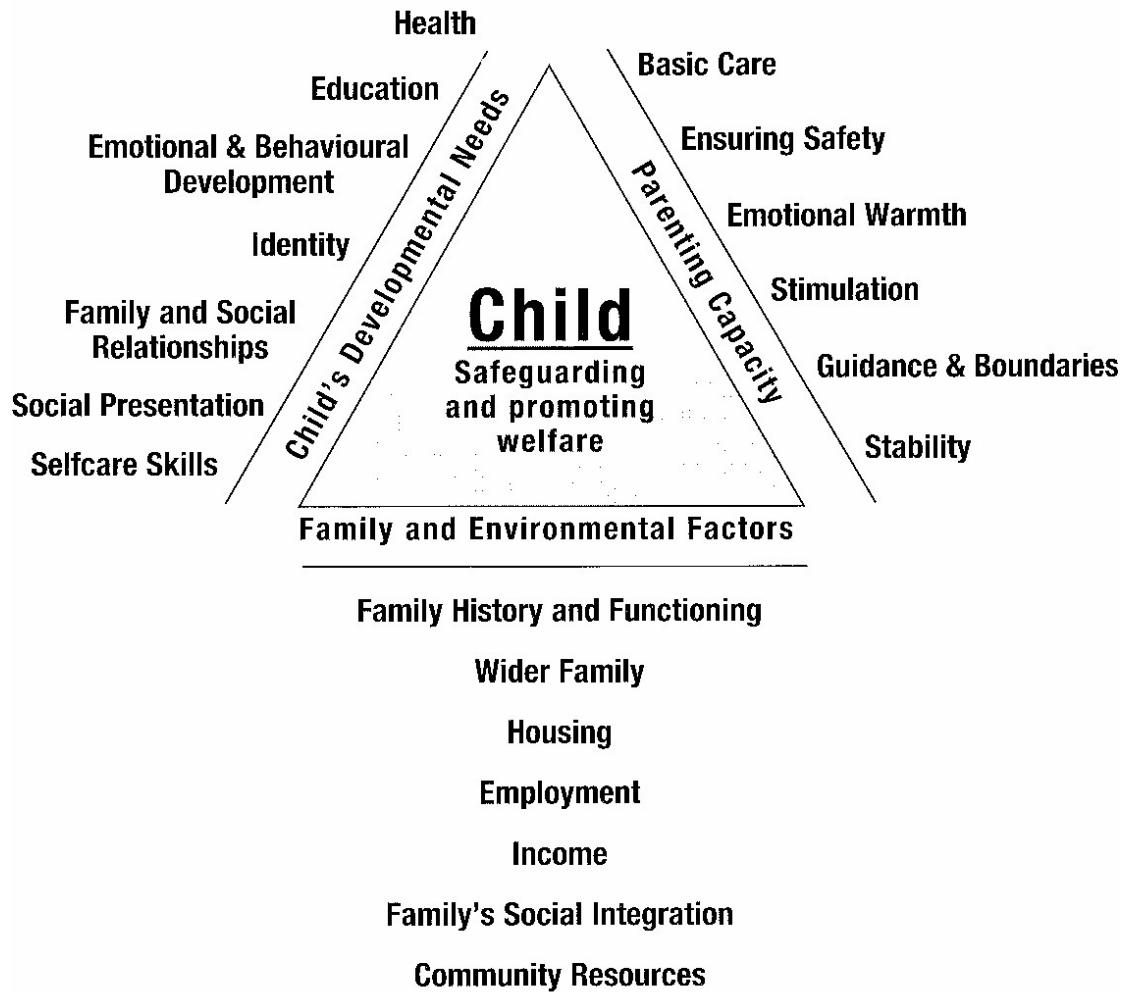 Health
Education
Emotional & Behavioural
Development
Identity
Family and Social
Relationships
Social Presentation
Selfcare Skills
Child's Developmental Needs
Basic Care
Ensuring Safety
Emotional Warmth
Stimulation
Guidance & Boundaries
Stability
Parenting Capacity
Child
Safeguarding
and promoting
welfare
Family and Environmental Factors
Family History and Functioning
Wider Family
Housing
Employment
Income
Family's Social Integration
Community Resources